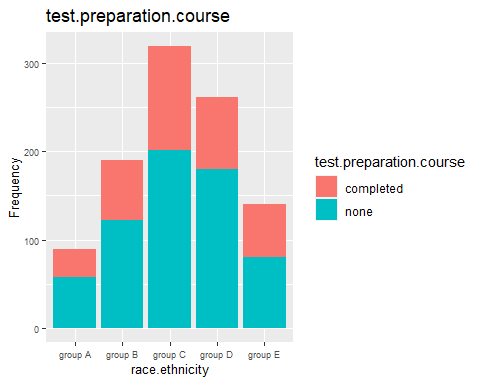 test.preparation.course
300
200
100
0
Frequency
group A group B group C group D group E
race.ethnicity
test.preparation.course
completed
none